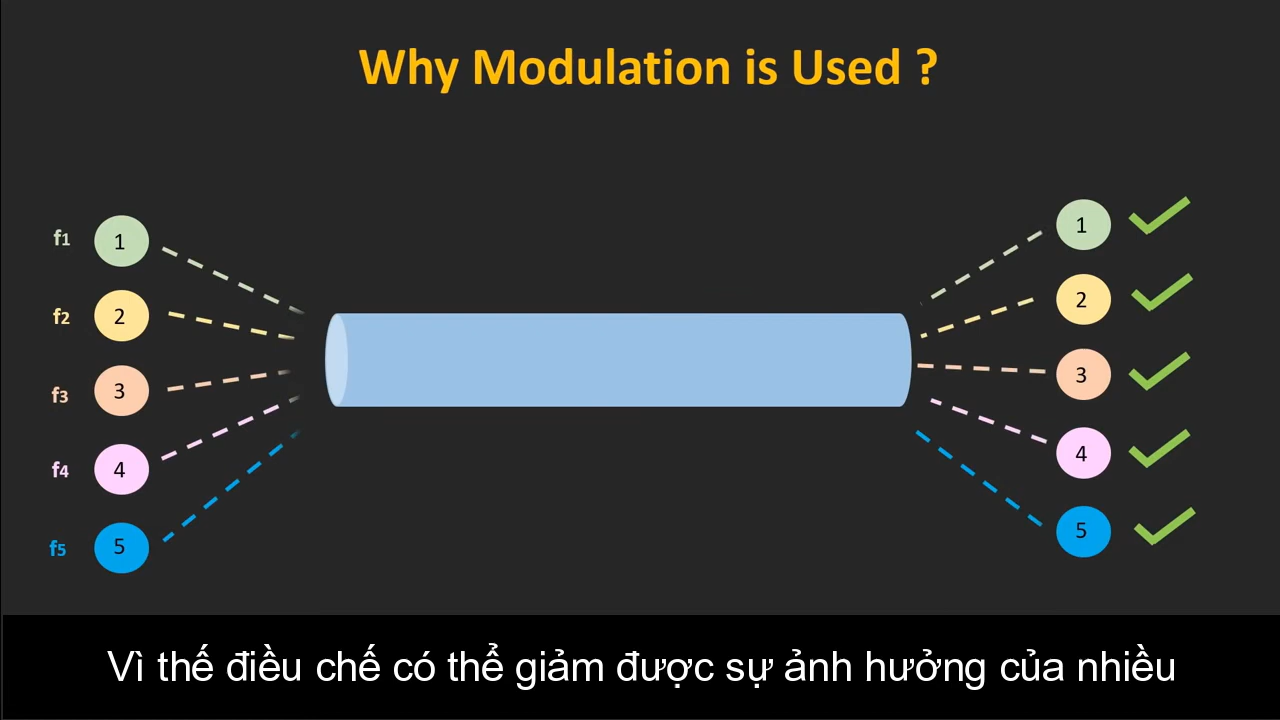 Why Modulation is Used ?
f1 1 1
f2 2 2
f3 3 3
f4 4 4
f5 5 5
Vì thế điều chế có thể giảm được sự ảnh hưởng của nhiều